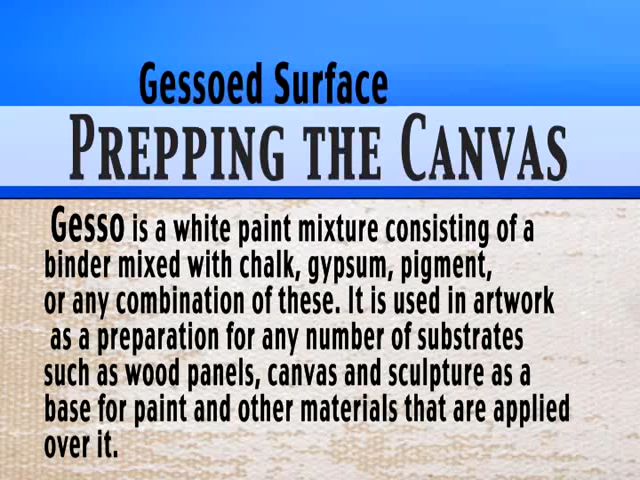 Gessoed Surface
PREPPING THE CANVAS
Gesso is a white paint mixture consisting of a
binder mixed with chalk, gypsum, pigment,
or any combination of these. It is used in artwork
as a preparation for any number of substrates
such as wood panels, canvas and sculpture as a
base for paint and other materials that are applied
over it.